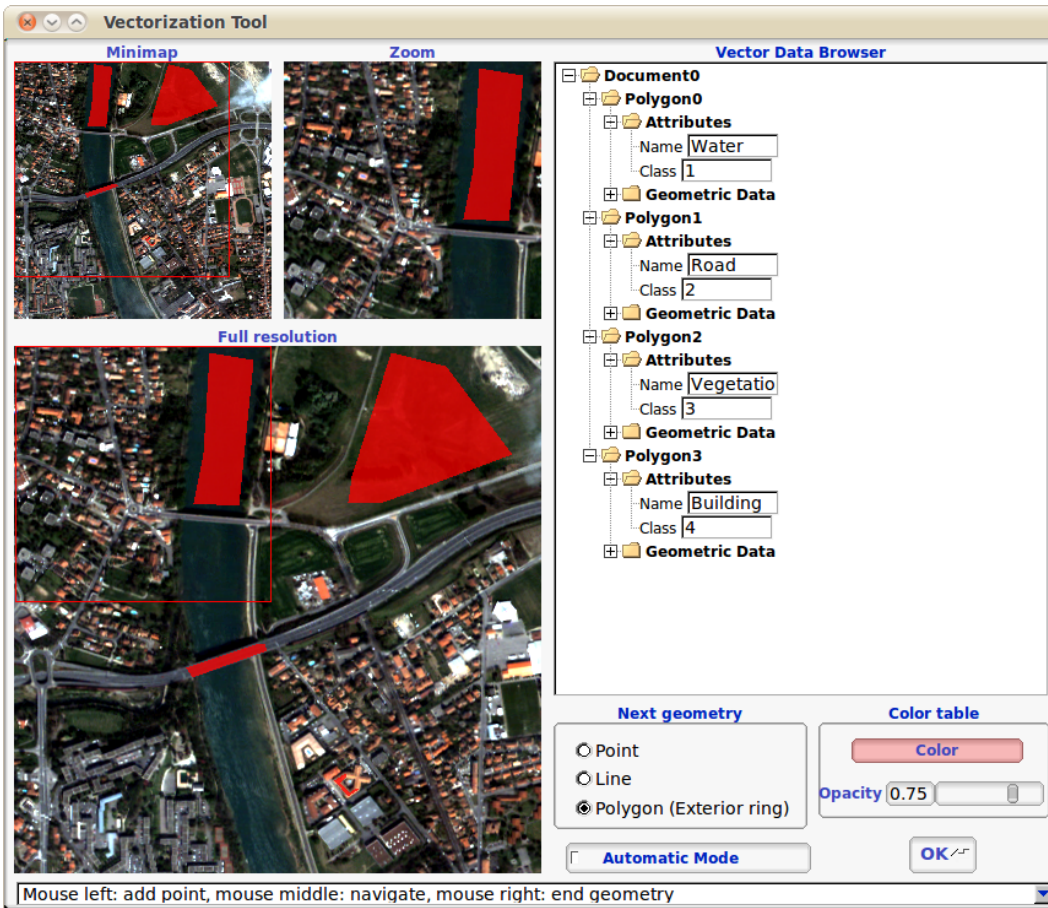 Vectorization Tool
Minimap
Zoom
Full resolution
Vector Data Browser
Document0
Polygon0
Attributes
Name Water
Class 1
Geometric Data
Polygon1
Attributes
Name Road
Class 2
Geometric Data
Polygon2
Attributes
Name Vegetatio
Class 3
Geometric Data
Polygon3
Attributes
Name Building
Class 4
Geometric Data
Next geometry
Point
Line
Polygon (Exterior ring)
Automatic Mode
Color table
Color
Opacity 0.75
OK
Mouse left: add point, mouse middle: navigate, mouse right: end geometry